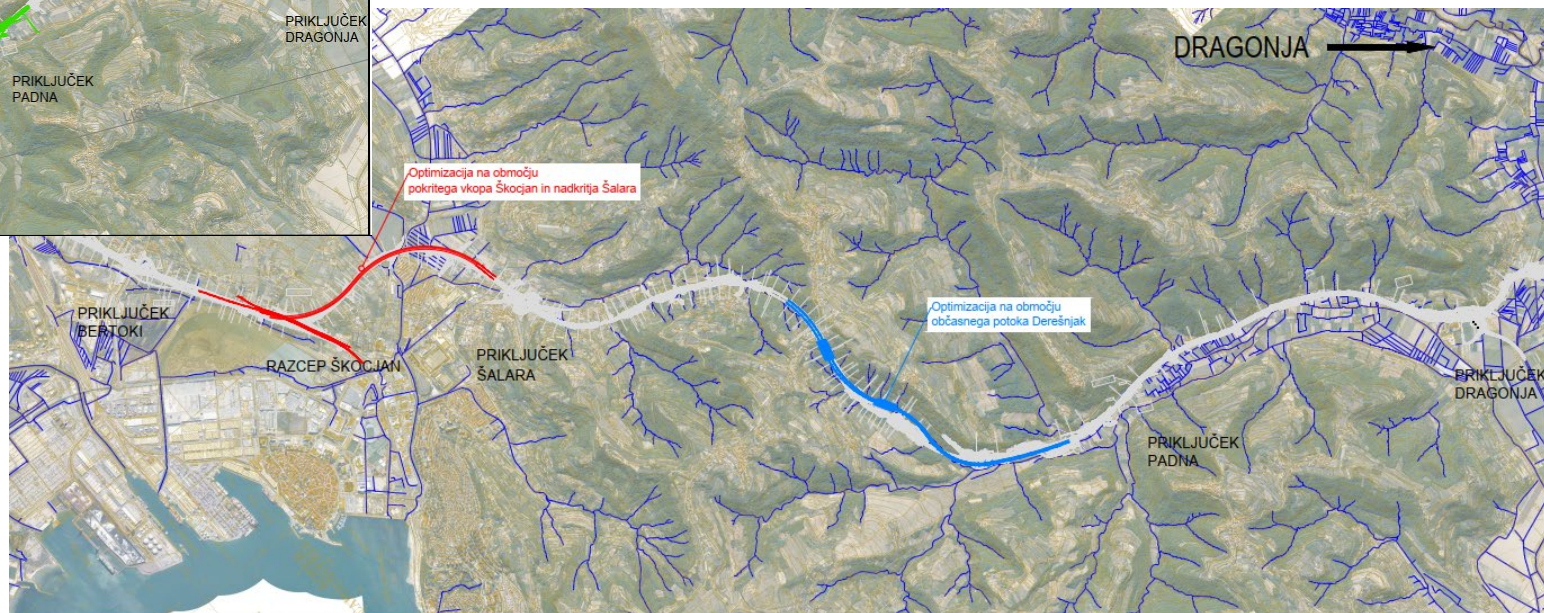 PRIKLJUČEK
DRAGONJA
PRIKLJUČEK
PADNA
DRAGONJA
Optimizacija na območju
pokritega vkopa Škocjan in nadkritja Šalara
Optimizacija na območju
občasnega potoka Derešnjak
PRIKLJUČEK
BERTOKI
RAZCEP ŠKOCJAN
PRIKLJUČEK
ŠALARA
PRIKLJUČEK
DRAGONJA
PRIKLJUČEK
PADNA